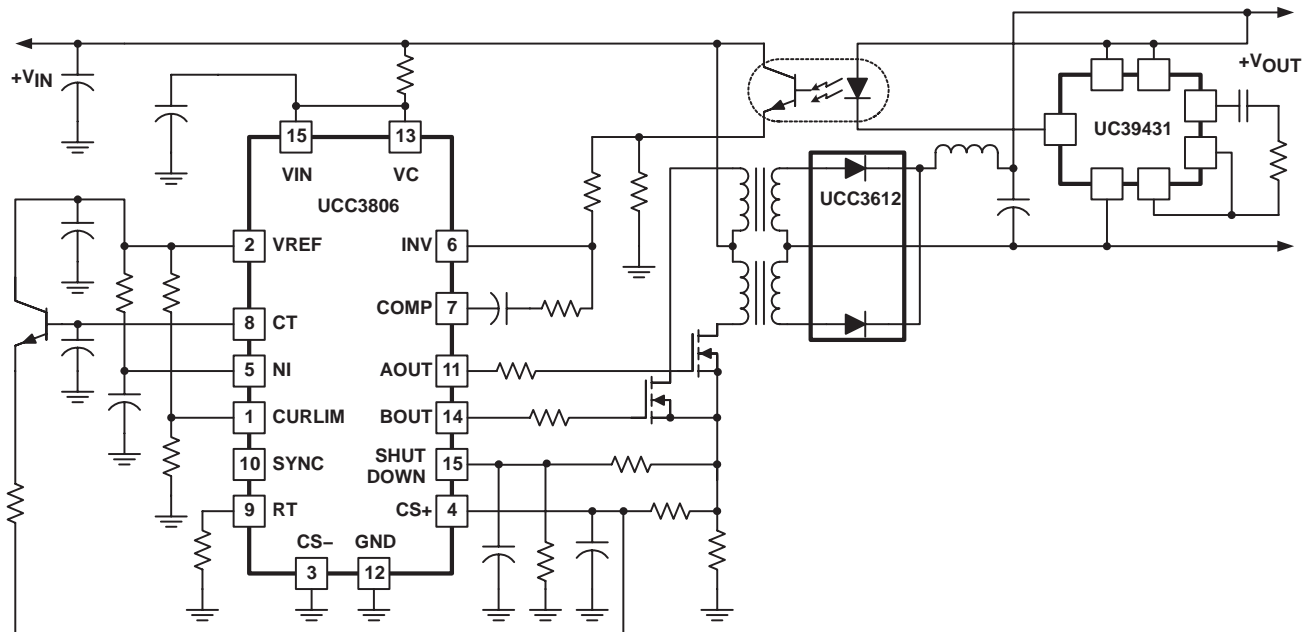 +VIN
+VOUT
UC39431
15
13
VIN
VC
UCC3806
UCC3612
2
VREF
INV
6
COMP
7
8
CT
5
NI
AOUT
11
1
CURLIM
BOUT
14
10
SYNC
SHUT
DOWN
15
9
RT
CS+
4
CS–
GND
3
12